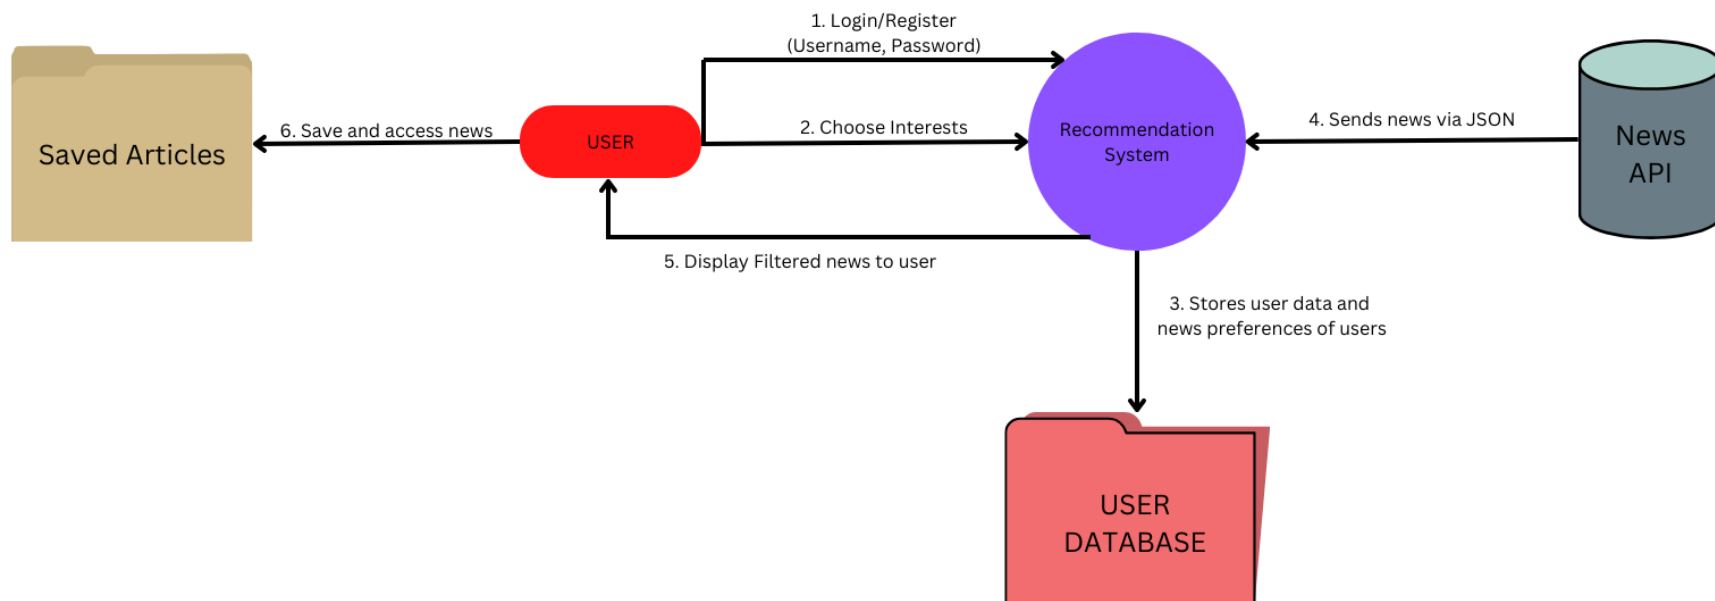 1. Login/Register
(Username, Password)
Saved Articles
6. Save and access news
USER
2. Choose Interests
Recommendation
System
4. Sends news via JSON
News
API
5. Display Filtered news to user
3. Stores user data and
news preferences of users
USER
DATABASE